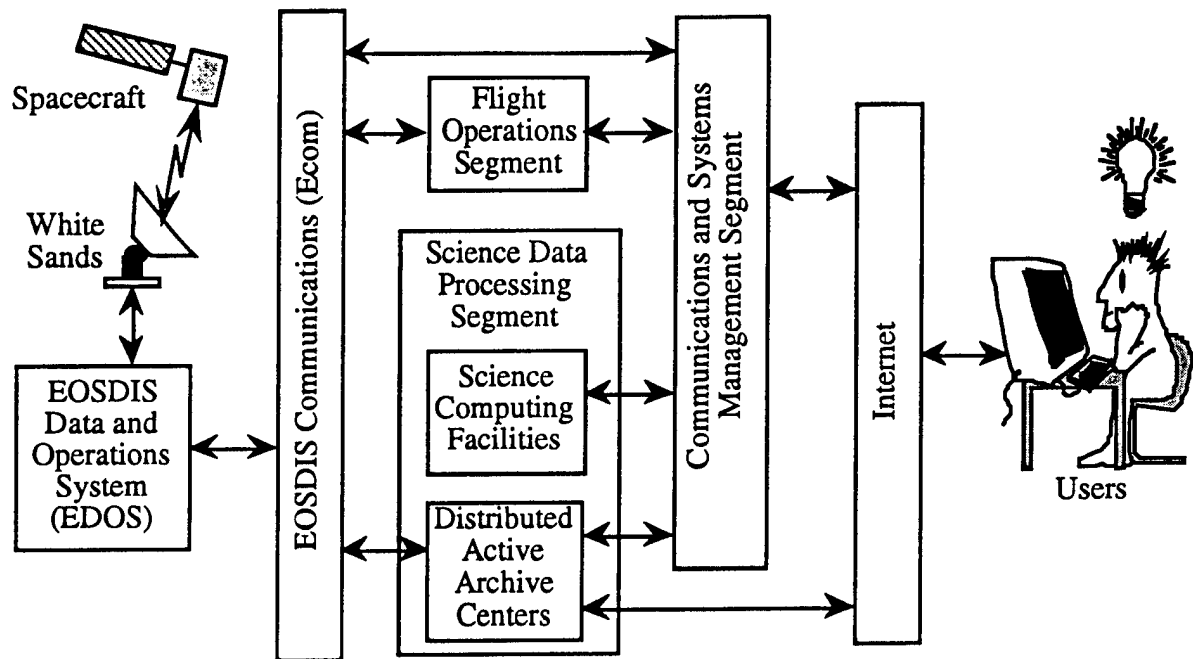 Spacecraft
White
Sands
EOSDIS
Data and
Operations
System
(EDOS)
EOSDIS Communications (Ecom)
Flight
Operations
Segment
Science Data
Processing
Segment
Science
Computing
Facilities
Distributed
Active
Archive
Centers
Communications and Systems
Management Segment
Internet
Users